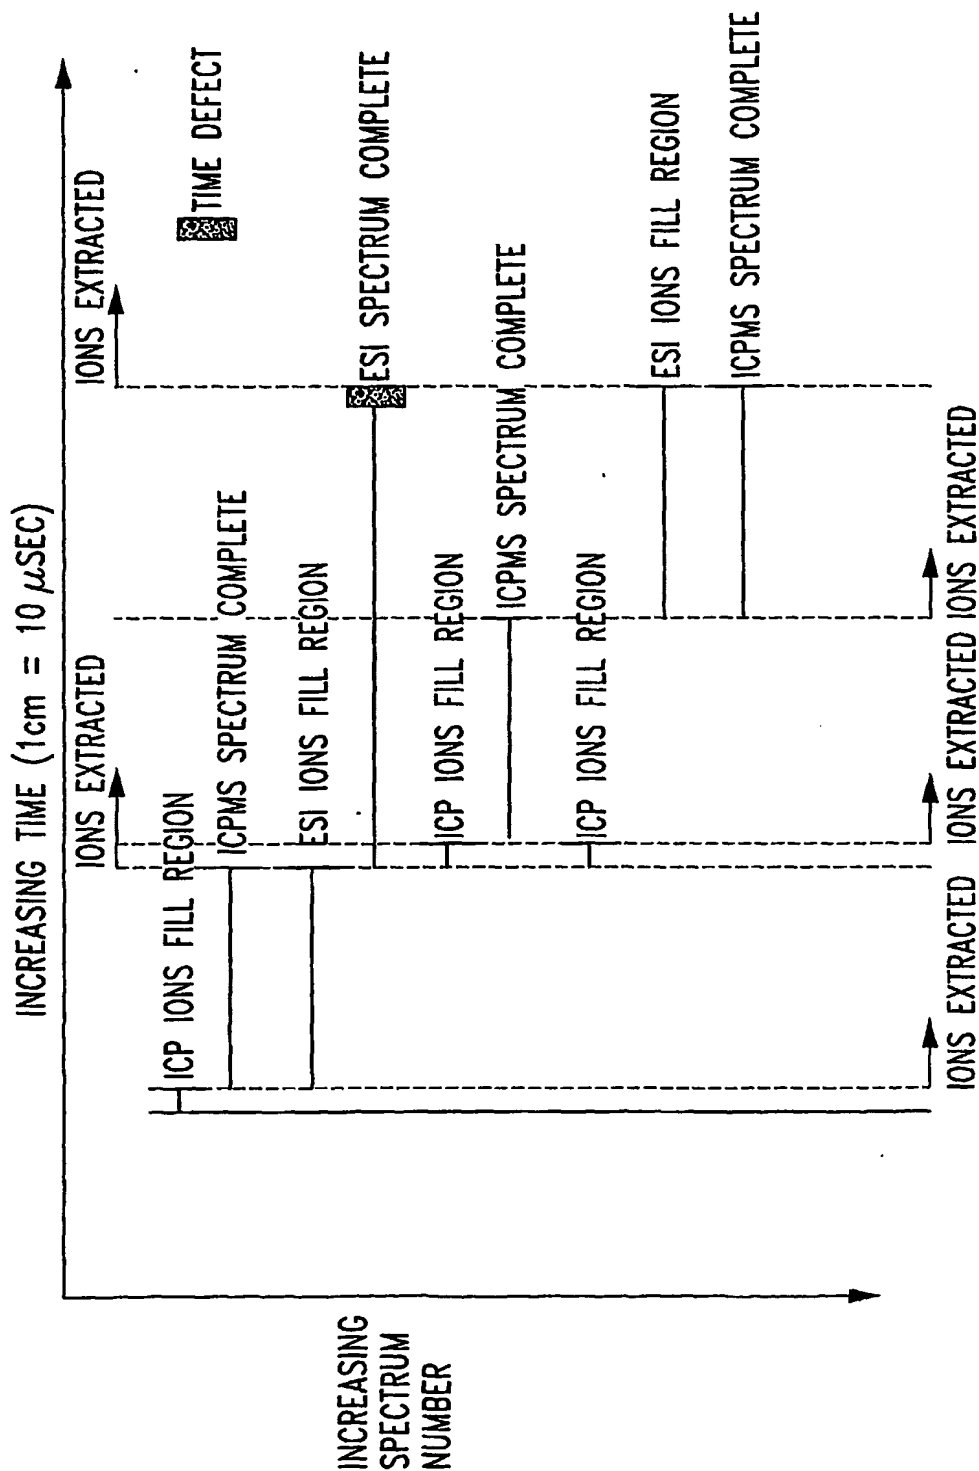 INCREASING TIME (1cm = 10 µSEC)
IONS EXTRACTED
IONS EXTRACTED
TIME DEFECT
ICP IONS FILL REGION
ICPMS SPECTRUM COMPLETE
ESI IONS FILL REGION
ESI SPECTRUM COMPLETE
ICP IONS FILL REGION
ICPMS SPECTRUM COMPLETE
ICP IONS FILL REGION
ESI IONS FILL REGION
ICPMS SPECTRUM COMPLETE
INCREASING
SPECTRUM
NUMBER
IONS EXTRACTED
IONS EXTRACTED
IONS EXTRACTED